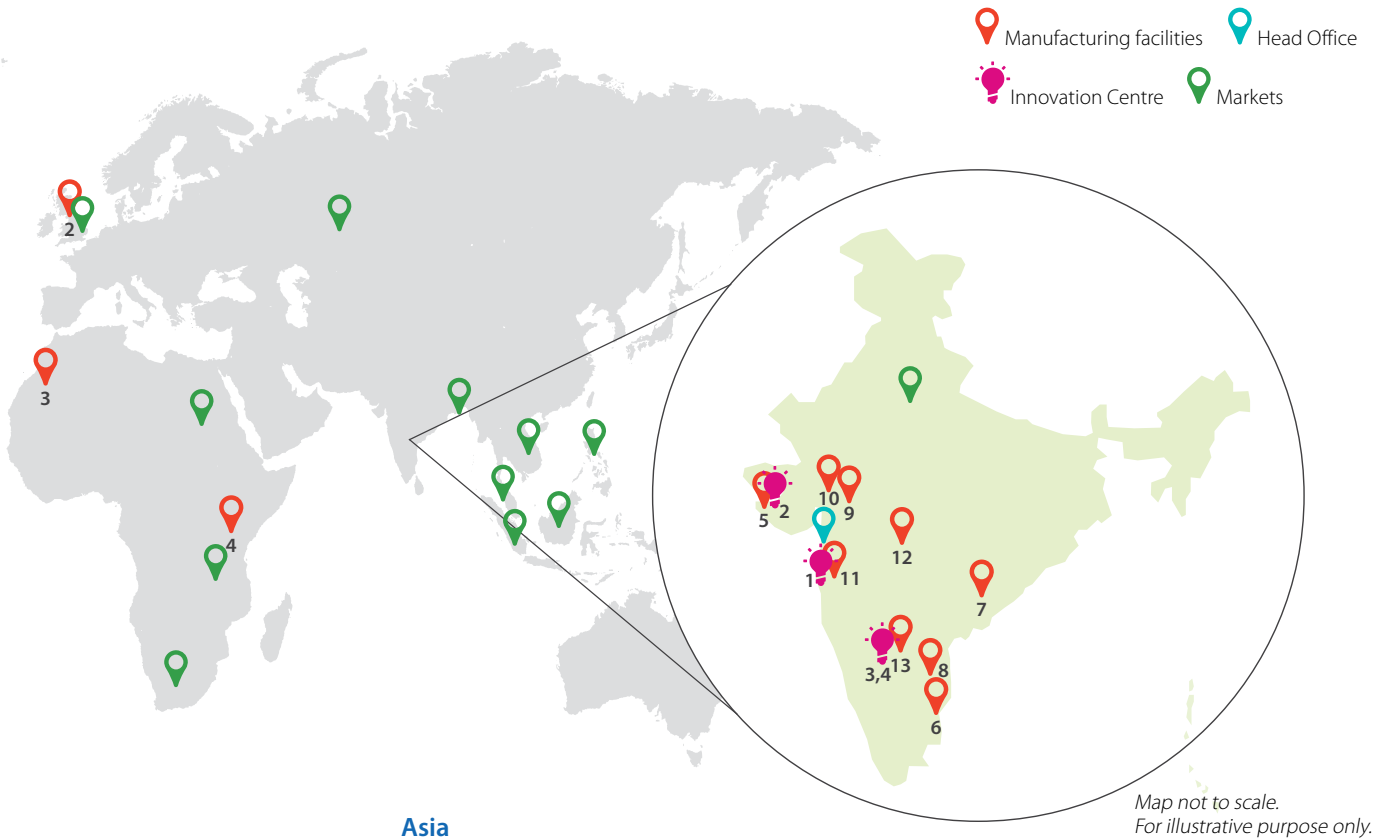 Manufacturing facilities
Head Office
Innovation Centre
Markets
2
3
4
10
9
5
2
12
1
11
7
3,4
13
8
6
Asia
Map not to scale.
For illustrative purpose only.